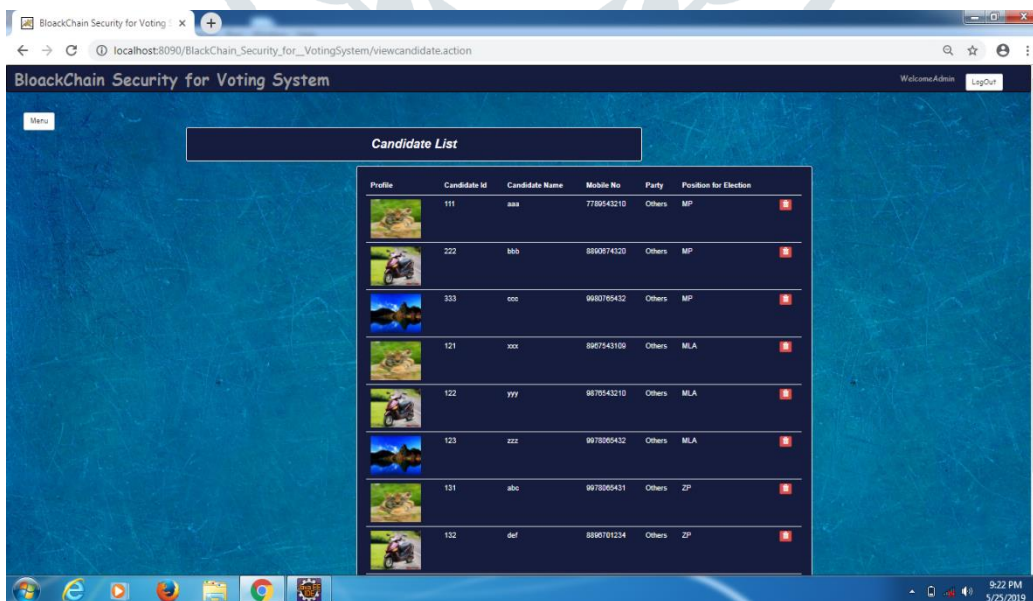 BloackChain Security for Voting S
localhost:8090/BlackChain_Security_for__VotingSystem/viewcandidate.action
BloackChain Security for Voting System
WelcomeAdmin LogOut
Menu
Candidate List
Profile Candidate Id Candidate Name Mobile No Party Position for Election
111 aaa 7789543210 Others MP
222 bbb 8890674320 Others MP
333 ccc 9980765432 Others MP
121 xxx 8967543109 Others MLA
122 yyy 9876543210 Others MLA
123 zzz 9978065432 Others MLA
131 abc 9978065431 Others ZP
132 def 8896701234 Others ZP
9:22 PM
5/25/2019